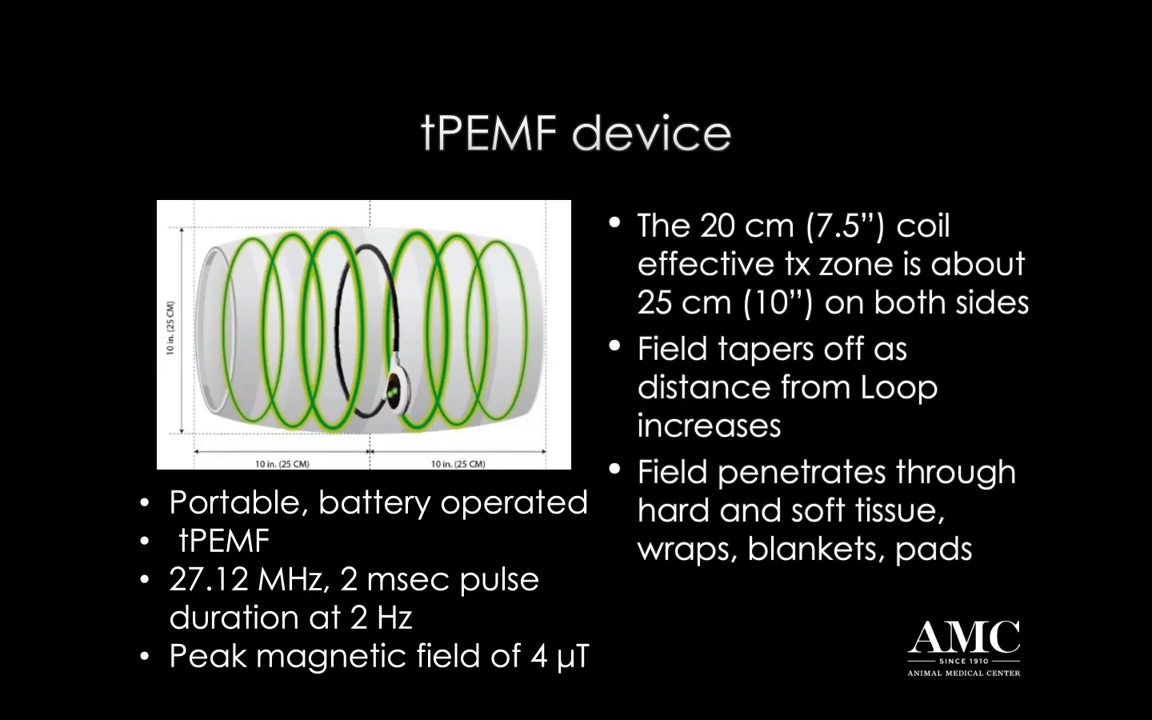 tPEMF device
10 in. (25 CM)
10 in. (25 CM)
10 in. (25 CM)
• Portable, battery operated
• tPEMF
• 27.12 MHz, 2 msec pulse
duration at 2 Hz
• Peak magnetic field of 4 µT
• The 20 cm (7.5”) coil
effective tx zone is about
25 cm (10”) on both sides
• Field tapers off as
distance from Loop
increases
• Field penetrates through
hard and soft tissue,
wraps, blankets, pads
AMC
SINCE 1910
ANIMAL MEDICAL CENTER